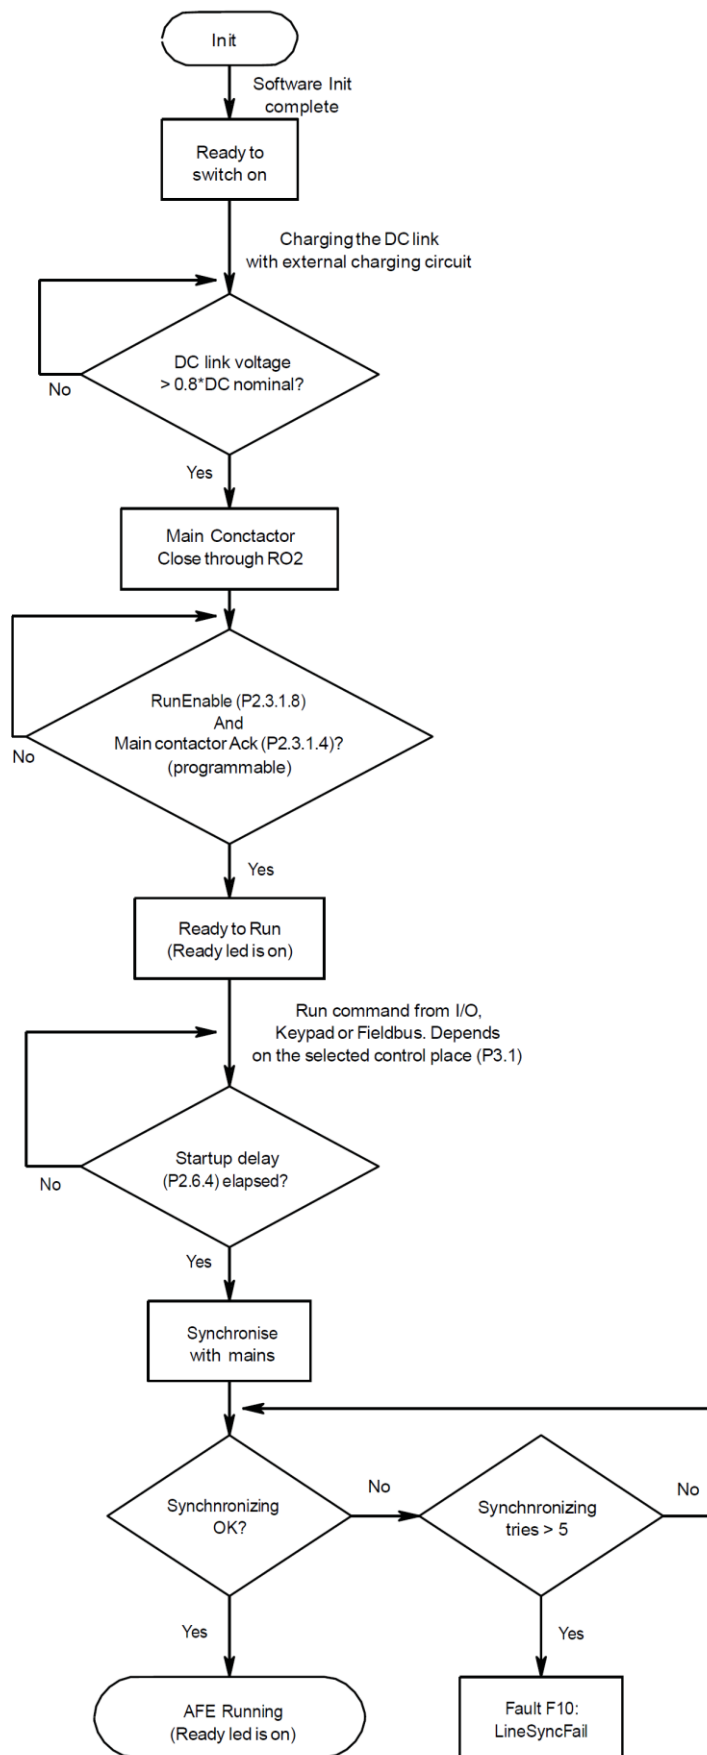 Init
Software Init
complete
Ready to
switch on
Charging the DC link
with external charging circuit
DC link voltage
> 0.8*DC nominal?
No
Yes
Main Conctactor
Close through RO2
RunEnable (P2.3.1.8)
And
Main contactor Ack (P2.3.1.4)?
(programmable)
No
Yes
Ready to Run
(Ready led is on)
Run command from I/O,
Keypad or Fieldbus. Depends
on the selected control place (P3.1)
Startup delay
(P2.6.4) elapsed?
No
Yes
Synchronise
with mains
Synchnronizing
OK?
No
Synchnronizing
tries > 5
No
Yes
Yes
AFE Running
(Ready led is on)
Fault F10:
LineSyncFail